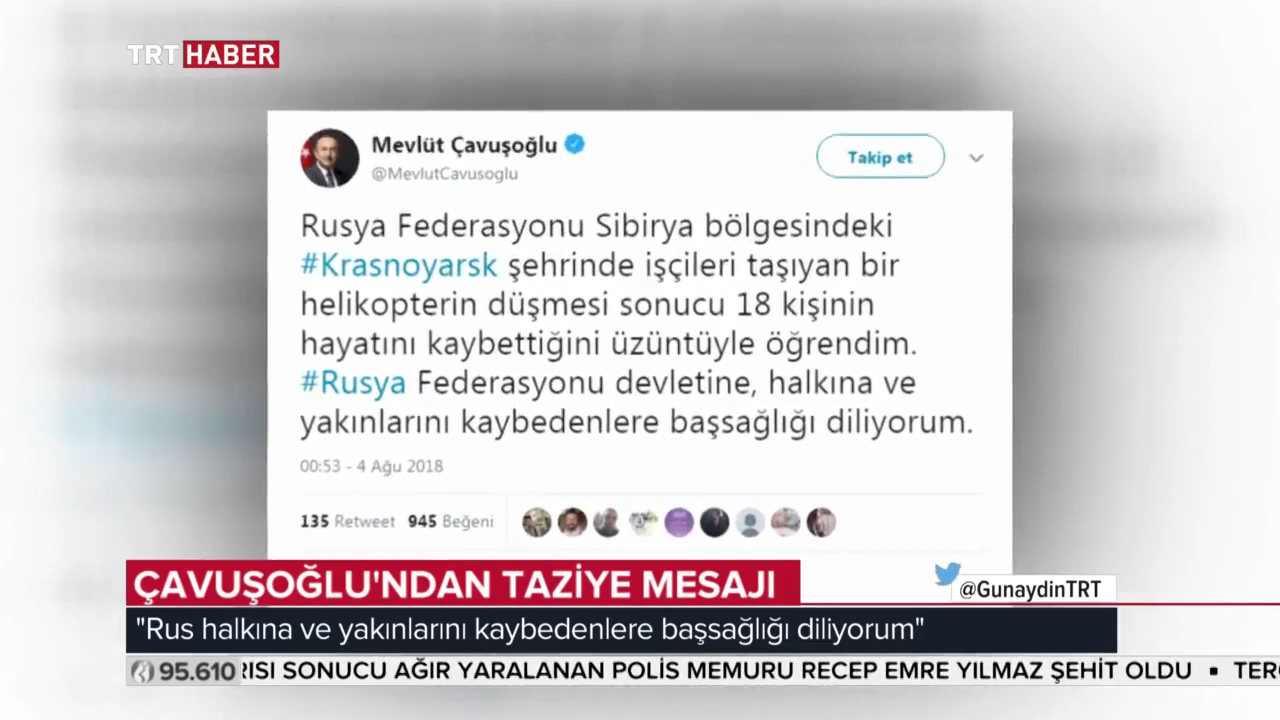 TRT HABER
Mevlüt Çavuşoğlu
@MevlutCavusoglu
Takip et
Rusya Federasyonu Sibirya bölgesindeki
#Krasnoyarsk şehrinde işçileri taşıyan bir
helikopterin düşmesi sonucu 18 kişinin
hayatını kaybettiğini üzüntüyle öğrendim.
#Rusya Federasyonu devletine, halkına ve
yakınlarını kaybedenlere başsağlığı diliyorum.
00:53 - 4 Ağu 2018
135 Retweet 945 Beğeni
ÇAVUŞOĞLU'NDAN TAZİYE MESAJI
@GunaydinTRT
"Rus halkına ve yakınlarını kaybedenlere başsağlığı diliyorum"
95.610 RISI SONUCU AĞIR YARALANAN POLİS MEMURU RECEP EMRE YILMAZ ŞEHİT OLDU ▪ TER